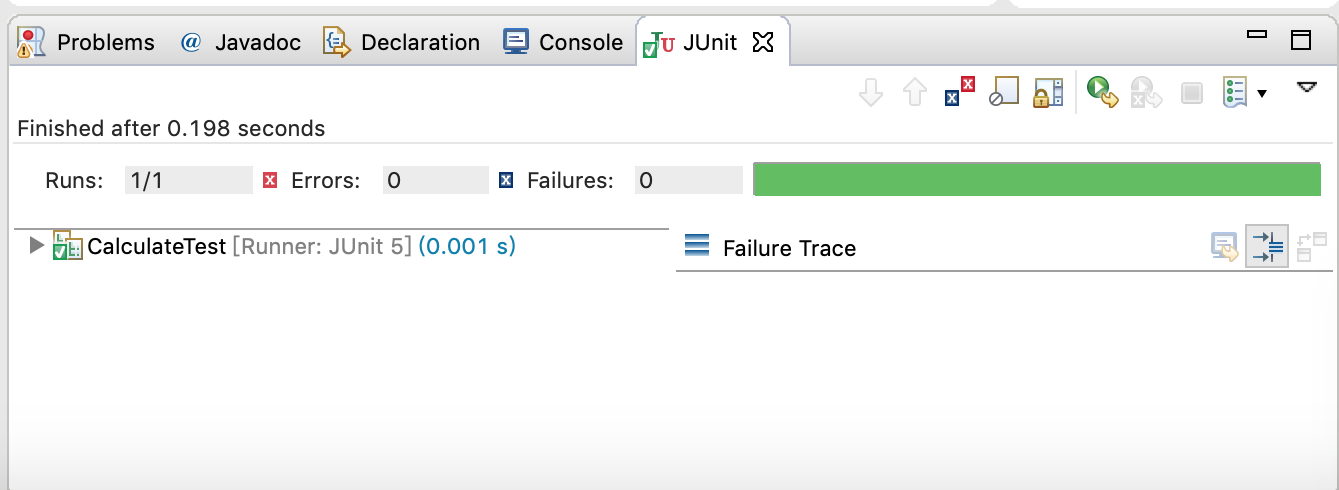 Problems @ Javadoc Declaration Console JUnit
Finished after 0.198 seconds
Runs: 1/1 Errors: 0 Failures: 0
CalculateTest [Runner: JUnit 5] (0.001 s)
Failure Trace